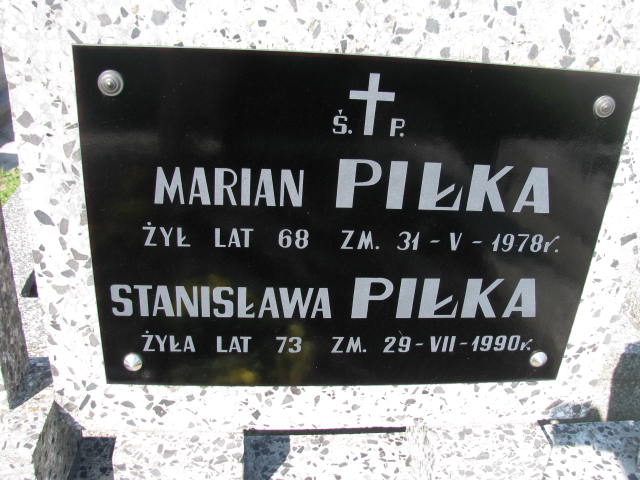 Ś. P.
MARIAN PIŁKA
ŻYŁ LAT 68 ZM. 31-V-1978r.
STANISŁAWA PIŁKA
ŻYŁA LAT 73 ZM. 29-VII-1990r.